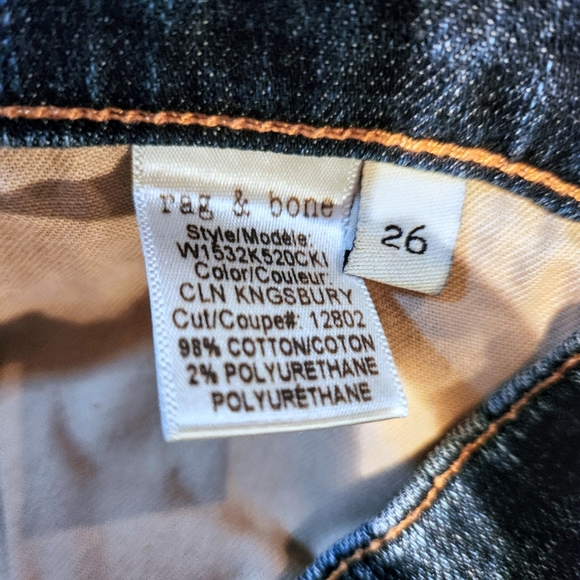 rag & bone
Style/Modèle:
W1532K520CKI
Color/Couleur:
CLN KNGSBURY
Cut/Coupe#: 12802
98% COTTON/COTON
2% POLYURETHANE
POLYURÉTHANE
26